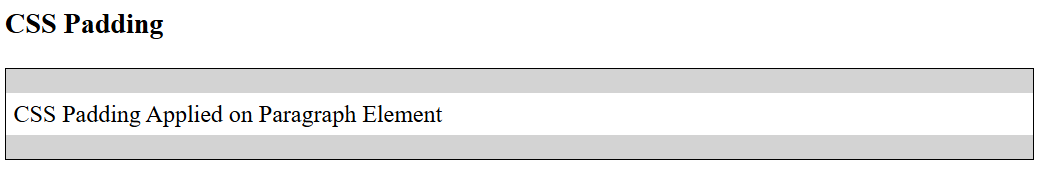 CSS Padding
CSS Padding Applied on Paragraph Element